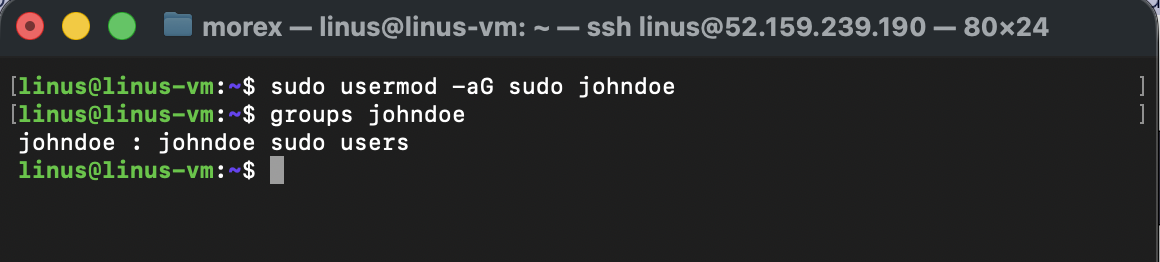 morex — linus@linus-vm: ~ — ssh linus@52.159.239.190 — 80×24
[linus@linus-vm:~$ sudo usermod -aG sudo johndoe ]
[linus@linus-vm:~$ groups johndoe ]
johndoe : johndoe sudo users
linus@linus-vm:~$